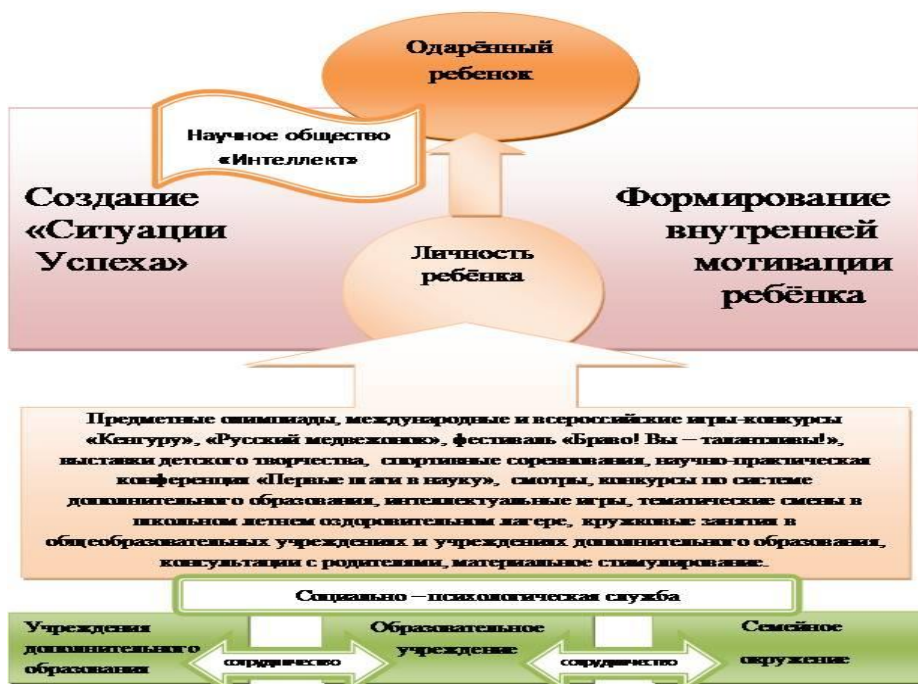 Одарённый
ребенок
Научное общество
«Интеллект»
Создание
«Ситуации
Успеха»
Формирование
внутренней
мотивации
ребёнка
Личность
ребёнка
Предметные олимпиады, международные и всероссийские игры-конкурсы
«Кенгуру», «Русский медвежонок», фестиваль «Браво! Вы – талантливы!»,
выставки детского творчества, спортивные соревнования, научно-практическая
конференция «Первые шаги в науку», смотры, конкурсы по системе
дополнительного образования, интеллектуальные игры, тематические смены в
школьном летнем оздоровительном лагере, кружковые занятия в
общеобразовательных учреждениях и учреждениях дополнительного образования,
консультации с родителями, материальное стимулирование.
Социально – психологическая служба
Учреждения
дополнительного
образования
сотрудничество
Образовательное
учреждение
сотрудничество
Семейное
окружение